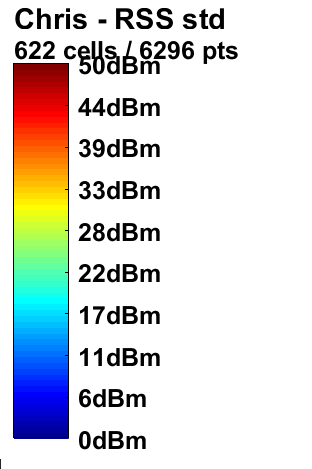 Chris - RSS std
622 cells / 6296 pts
50dBm
44dBm
39dBm
33dBm
28dBm
22dBm
17dBm
11dBm
6dBm
0dBm